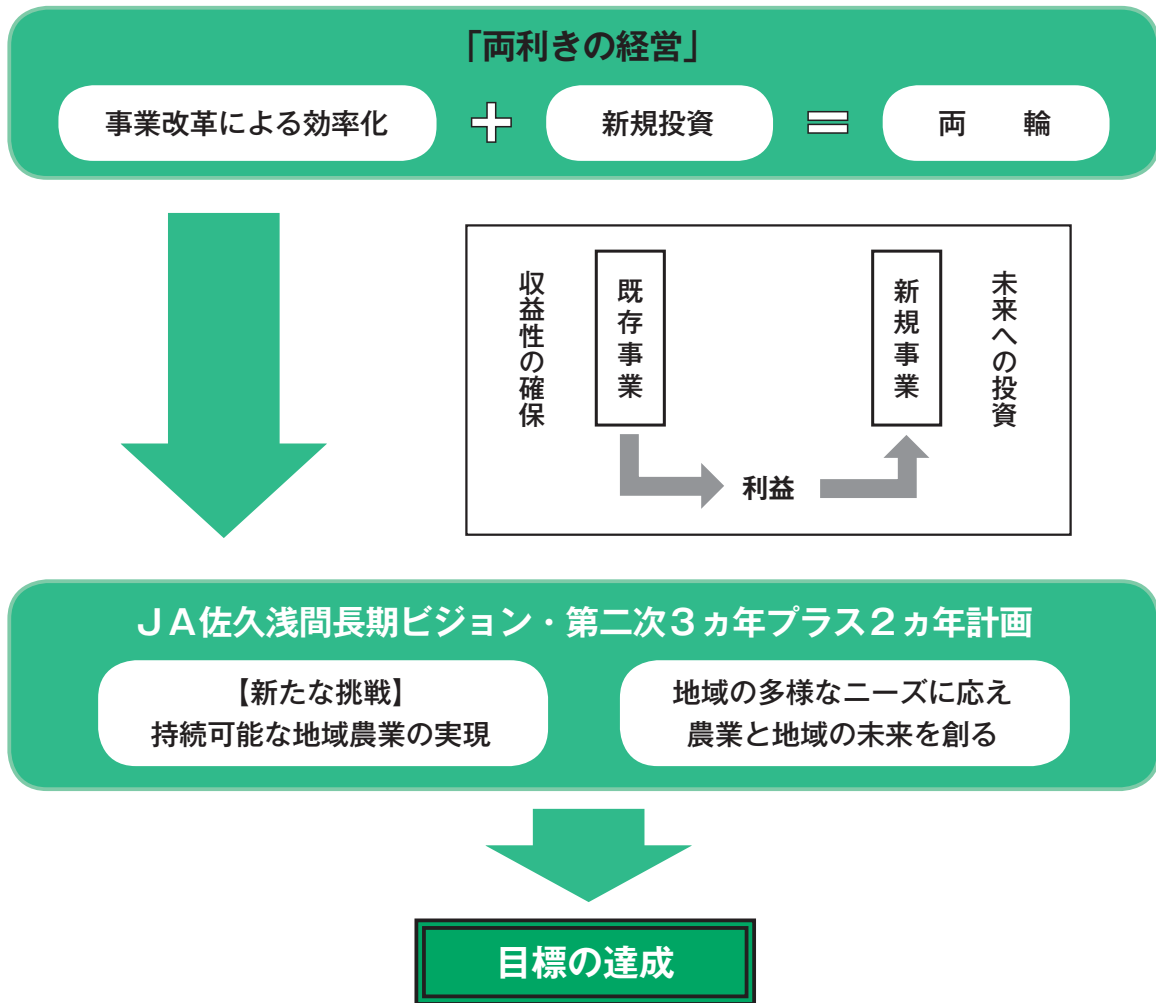 「両利きの経営」
事業改革による効率化 + 新規投資 = 両　輪
収益性の確保
既存事業
新規事業
未来への投資
利益
ＪＡ佐久浅間長期ビジョン・第二次３ヵ年プラス２ヵ年計画
【新たな挑戦】
持続可能な地域農業の実現
地域の多様なニーズに応え
農業と地域の未来を創る
目標の達成